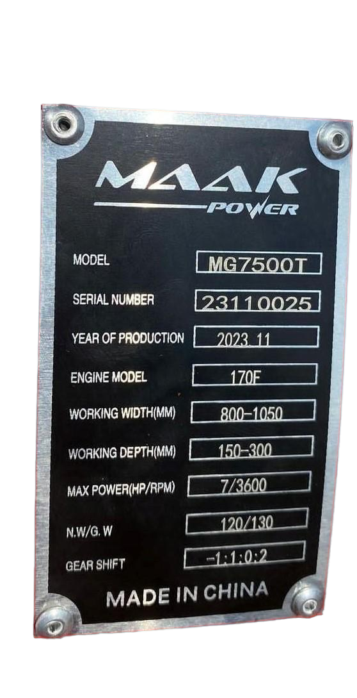 MAAK
POWER
MODEL MG7500T
SERIAL NUMBER 23110025
YEAR OF PRODUCTION 2023.11
ENGINE MODEL 170F
WORKING WIDTH(MM) 800-1050
WORKING DEPTH(MM) 150-300
MAX POWER(HP/RPM) 7/3600
N.W/G.W 120/130
GEAR SHIFT -1:1:0:2
MADE IN CHINA